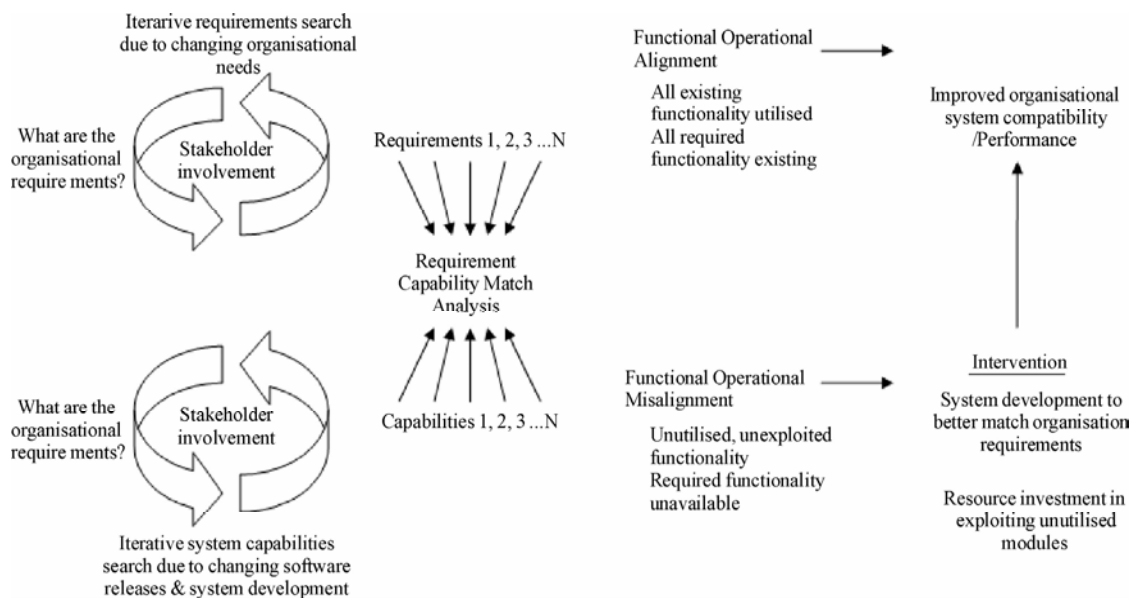 Iterarive requirements search
due to changing organisational
needs
What are the
organisational
require ments?
Stakeholder
involvement
Requirements 1, 2, 3 ...N
Requirement
Capability Match
Analysis
Capabilities 1, 2, 3 ...N
What are the
organisational
require ments?
Stakeholder
involvement
Iterative system capabilities
search due to changing software
releases & system development
Functional Operational
Alignment
All existing
functionality utilised
All required
functionality existing
Improved organisational
system compatibility
/Performance
Functional Operational
Misalignment
Unutilised, unexploited
functionality
Required functionality
unavailable
Intervention
System development to
better match organisation
requirements
Resource investment in
exploiting unutilised
modules